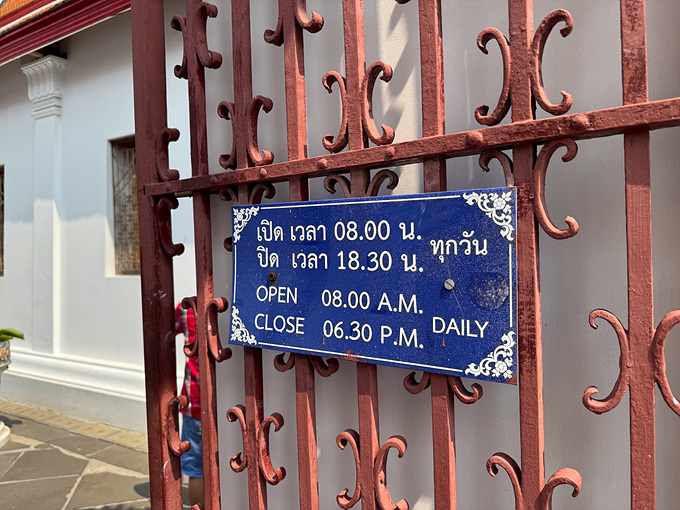 เปิด เวลา 08.00 น. ทุกวัน
ปิด เวลา 18.30 น.
OPEN 08.00 A.M.
CLOSE 06.30 P.M. DAILY